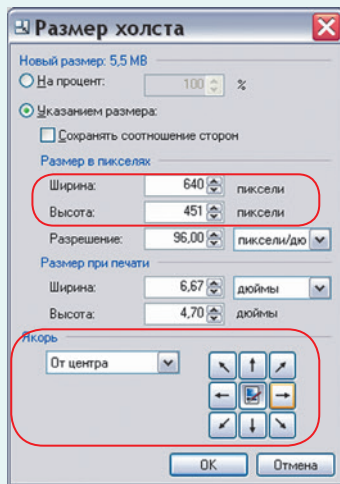 Размер холста
Новый размер: 5,5 MB
На процент: 100 %
Указанием размера:
Сохранять соотношение сторон
Размер в пикселях
Ширина: 640 пиксели
Высота: 451 пиксели
Разрешение: 96,00 пиксели/дю
Размер при печати
Ширина: 6,67 дюймы
Высота: 4,70 дюймы
Якорь
От центра
OK Отмена